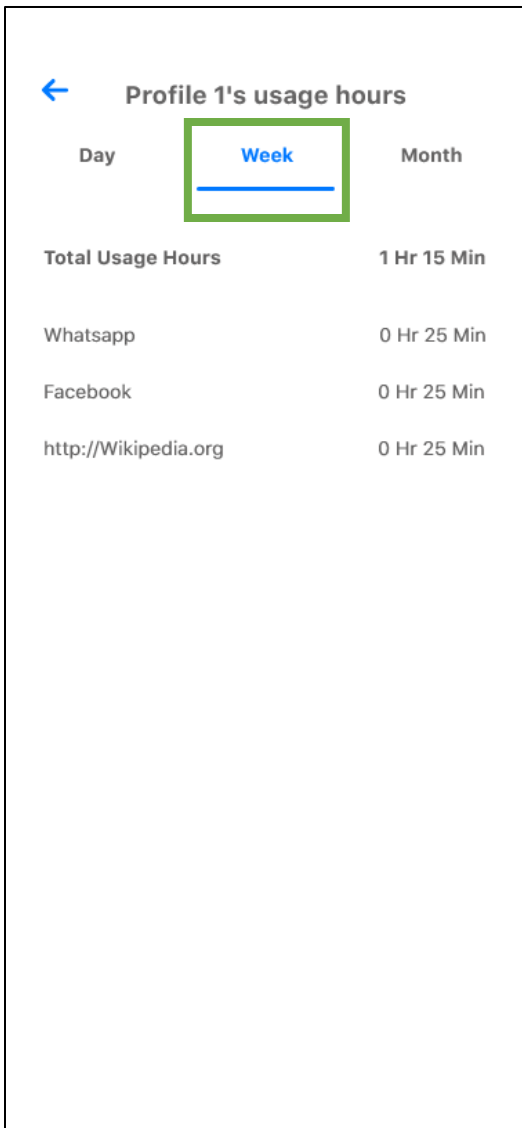 Profile 1's usage hours
Day Week Month
Total Usage Hours 1 Hr 15 Min
Whatsapp 0 Hr 25 Min
Facebook 0 Hr 25 Min
http://Wikipedia.org 0 Hr 25 Min